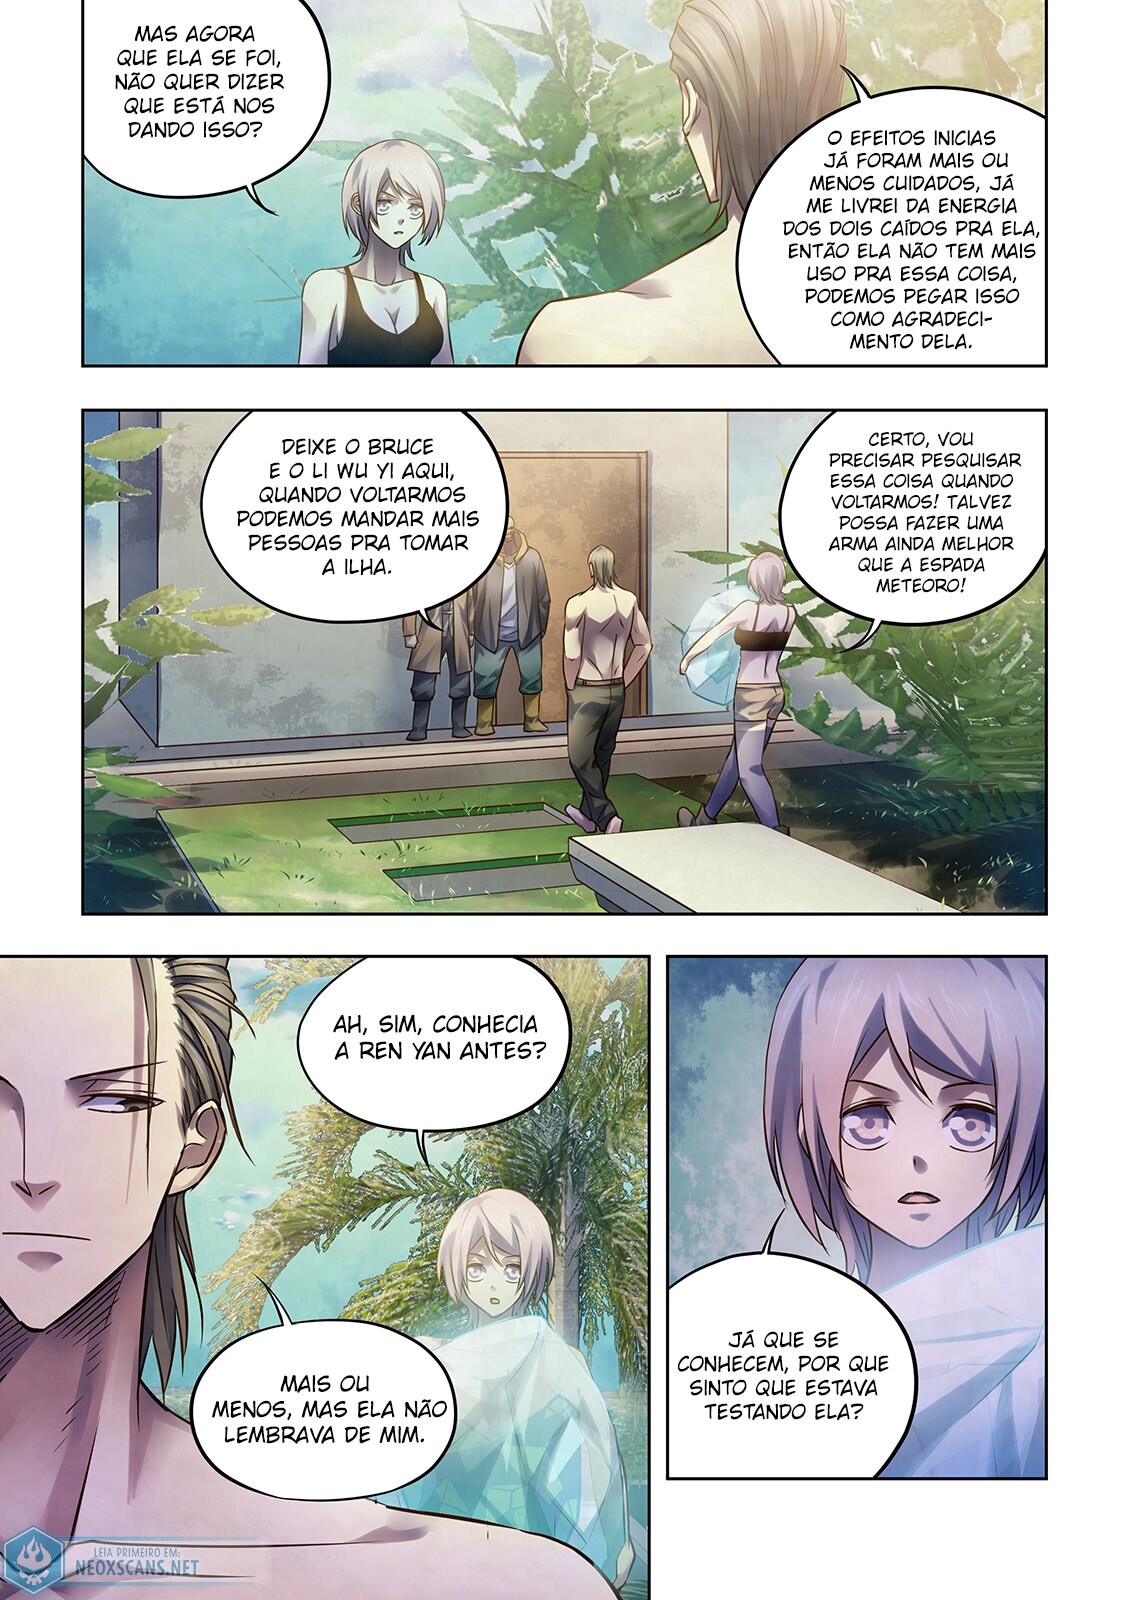 MAS AGORA
QUE ELA SE FOI,
NÃO QUER DIZER
QUE ESTÁ NOS
DANDO ISSO?
O EFEITOS INICIAS
JÁ FORAM MAIS OU
MENOS CUIDADOS, JÁ
ME LIVREI DA ENERGIA
DOS DOIS CAÍDOS PRA ELA,
ENTÃO ELA NÃO TEM MAIS
USO PRA ESSA COISA,
PODEMOS PEGAR ISSO
COMO AGRADECI-
MENTO DELA.
DEIXE O BRUCE
E O LI WU YI AQUI,
QUANDO VOLTARMOS
PODEMOS MANDAR MAIS
PESSOAS PRA TOMAR
A ILHA.
CERTO, VOU
PRECISAR PESQUISAR
ESSA COISA QUANDO
VOLTARMOS! TALVEZ
POSSA FAZER UMA
ARMA AINDA MELHOR
QUE A ESPADA
METEORO!
AH, SIM, CONHECIA
A REN YAN ANTES?
MAIS OU
MENOS, MAS ELA NÃO
LEMBRAVA DE MIM.
JÁ QUE SE
CONHECEM, POR QUE
SINTO QUE ESTAVA
TESTANDO ELA?
LEIA PRIMEIRO EM:
NEOXSCANS.NET